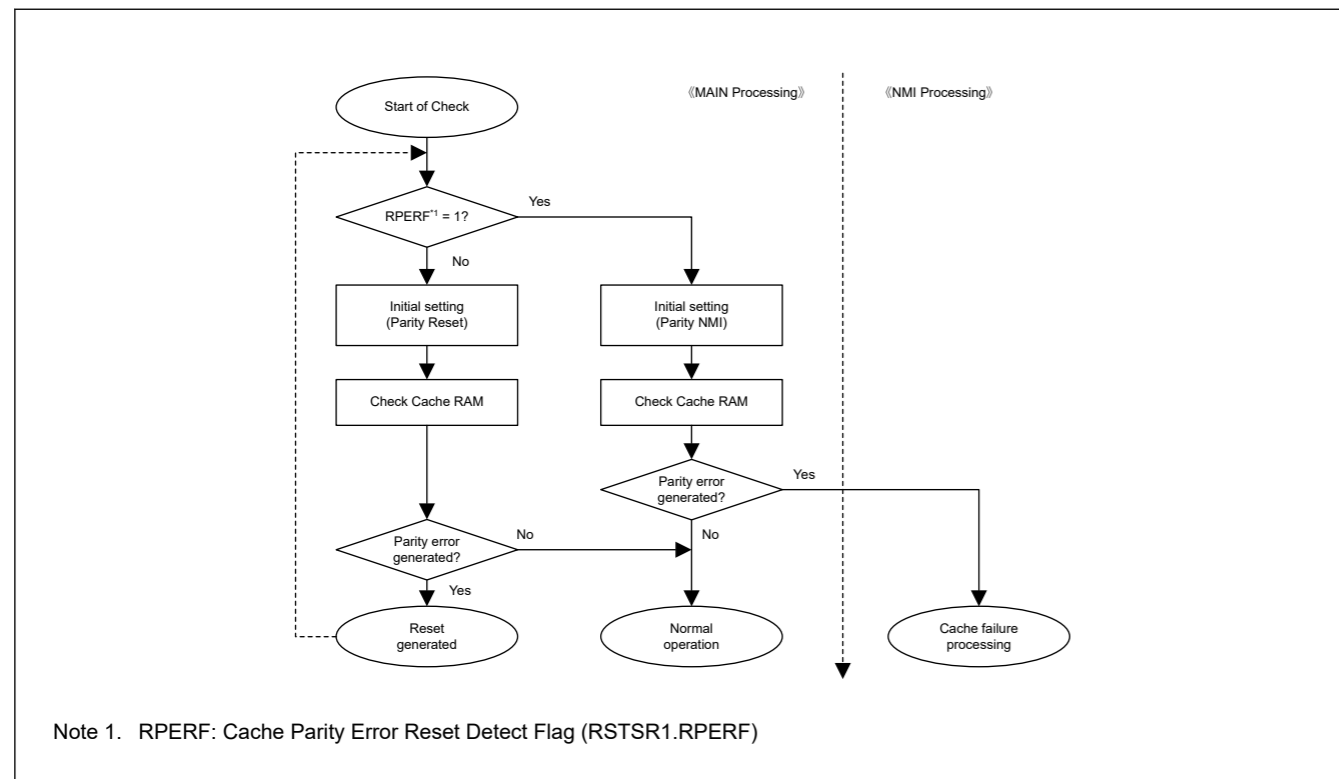 Start of Check
《MAIN Processing》
《NMI Processing》
RPERF*1 = 1?
Yes
No
Initial setting
(Parity Reset)
Initial setting
(Parity NMI)
Check Cache RAM
Check Cache RAM
Parity error
generated?
Yes
No
Parity error
generated?
No
Yes
Reset
generated
Normal
operation
Cache failure
processing
Note 1. RPERF: Cache Parity Error Reset Detect Flag (RSTSR1.RPERF)